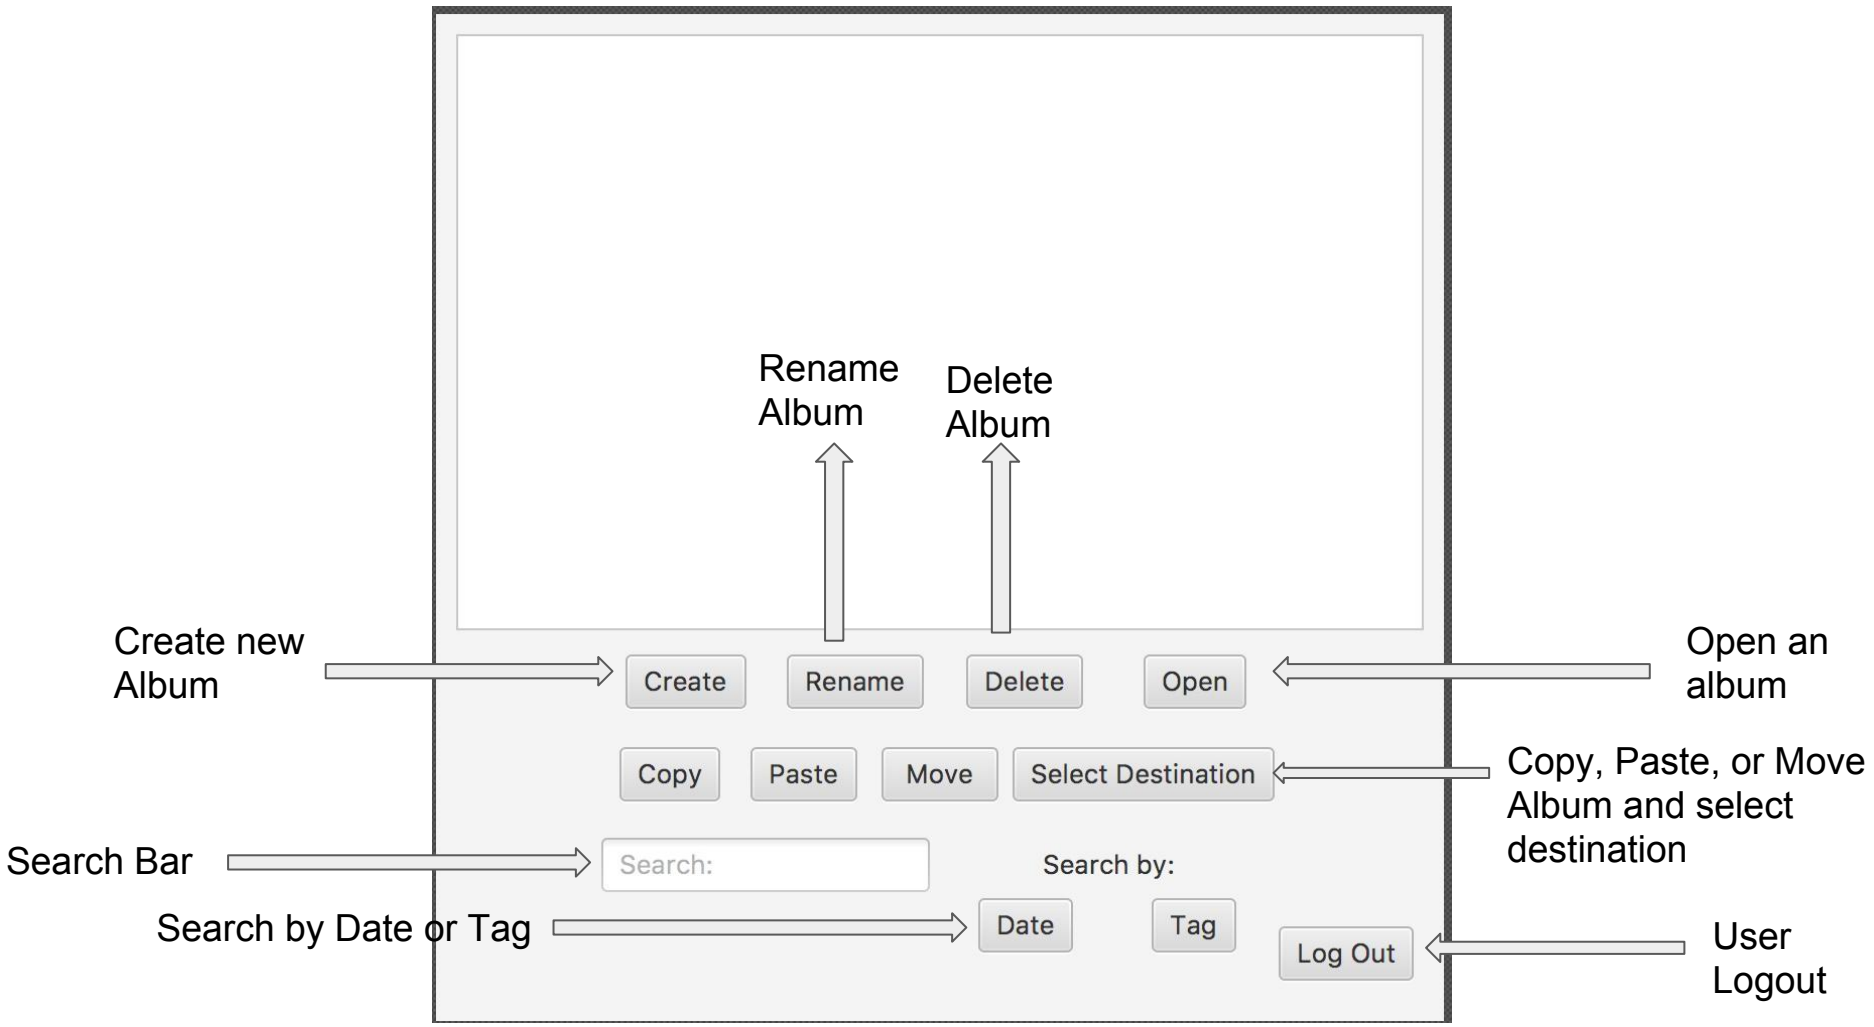 Rename
Album
Delete
Album
Create new
Album
Create
Rename
Delete
Open
Open an
album
Copy
Paste
Move
Select Destination
Copy, Paste, or Move
Album and select
destination
Search Bar
Search:
Search by:
Search by Date or Tag
Date
Tag
Log Out
User
Logout